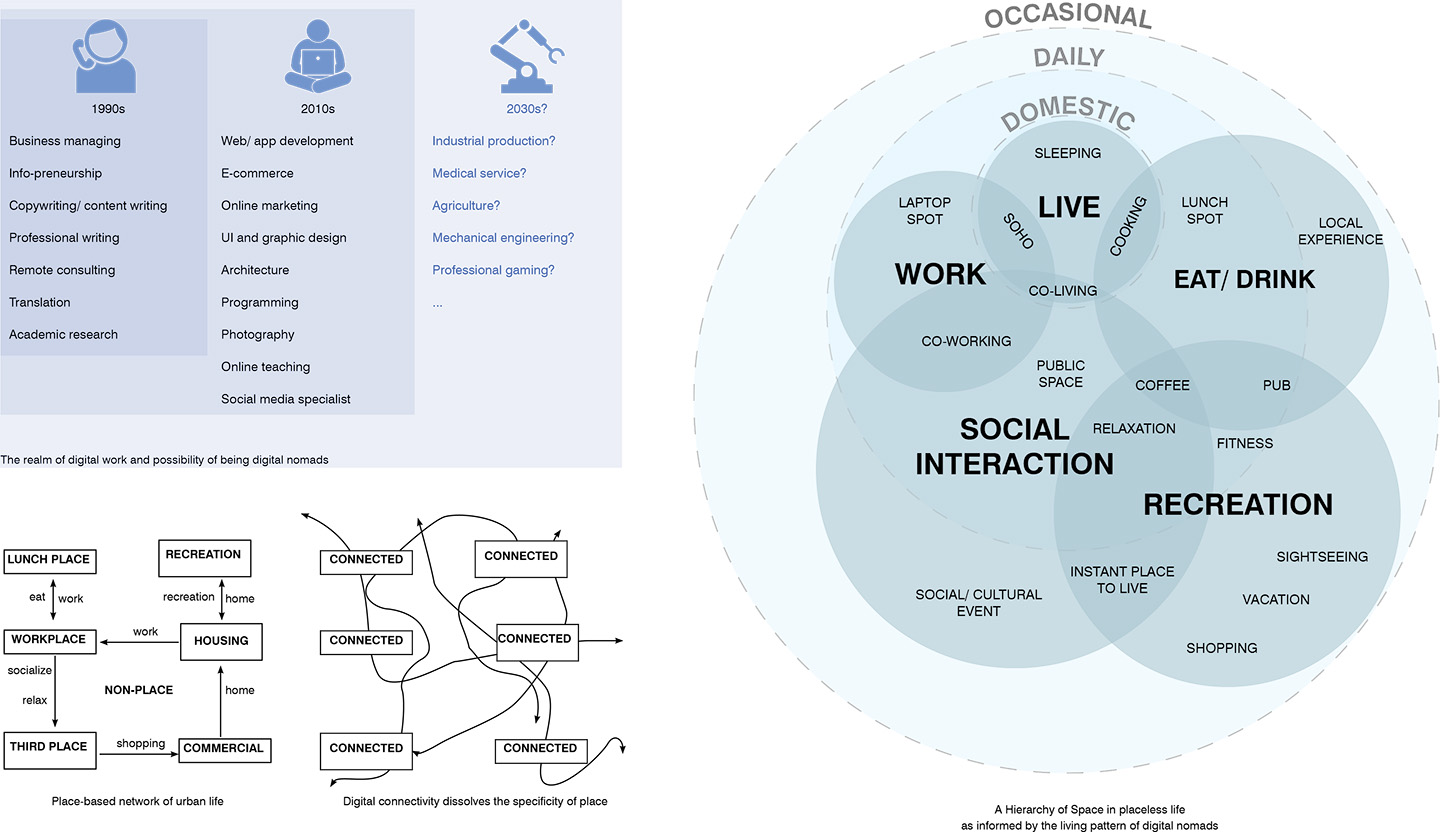 1990s
Business managing
Info-preneurship
Copywriting/ content writing
Professional writing
Remote consulting
Translation
Academic research
2010s
Web/ app development
E-commerce
Online marketing
UI and graphic design
Architecture
Programming
Photography
Online teaching
Social media specialist
2030s?
Industrial production?
Medical service?
Agriculture?
Mechanical engineering?
Professional gaming?
...
The realm of digital work and possibility of being digital nomads
LUNCH PLACE
RECREATION
eat
work
recreation
home
WORKPLACE
work
HOUSING
socialize
relax
NON-PLACE
home
THIRD PLACE
shopping
COMMERCIAL
Place-based network of urban life
CONNECTED
CONNECTED
CONNECTED
CONNECTED
CONNECTED
CONNECTED
Digital connectivity dissolves the specificity of place
OCCASIONAL
DAILY
DOMESTIC
SLEEPING
LIVE
LAPTOP
SPOT
SOHO
COOKING
LUNCH
SPOT
LOCAL
EXPERIENCE
WORK
EAT/ DRINK
CO-LIVING
CO-WORKING
PUBLIC
SPACE
COFFEE
PUB
SOCIAL
INTERACTION
RELAXATION
FITNESS
RECREATION
SIGHTSEEING
INSTANT PLACE
TO LIVE
SOCIAL/ CULTURAL
EVENT
VACATION
SHOPPING
A Hierarchy of Space in placeless life
as informed by the living pattern of digital nomads